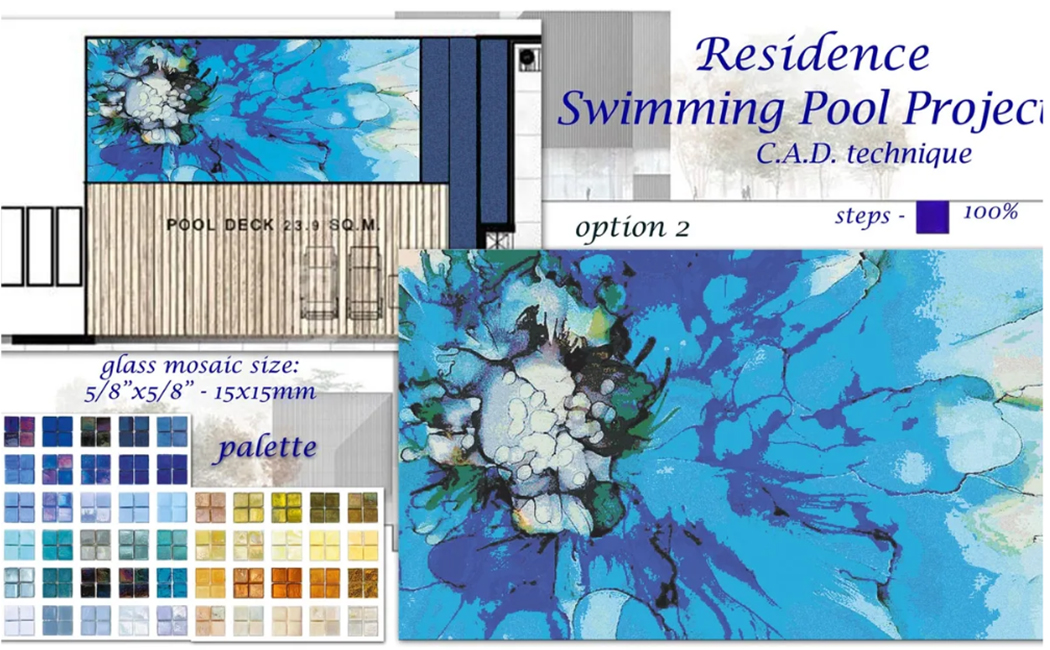 Residence
Swimming Pool Project
C.A.D. technique
steps - 100%
option 2
POOL DECK 23.9 SQ.M.
glass mosaic size:
5/8”x5/8” - 15x15mm
palette